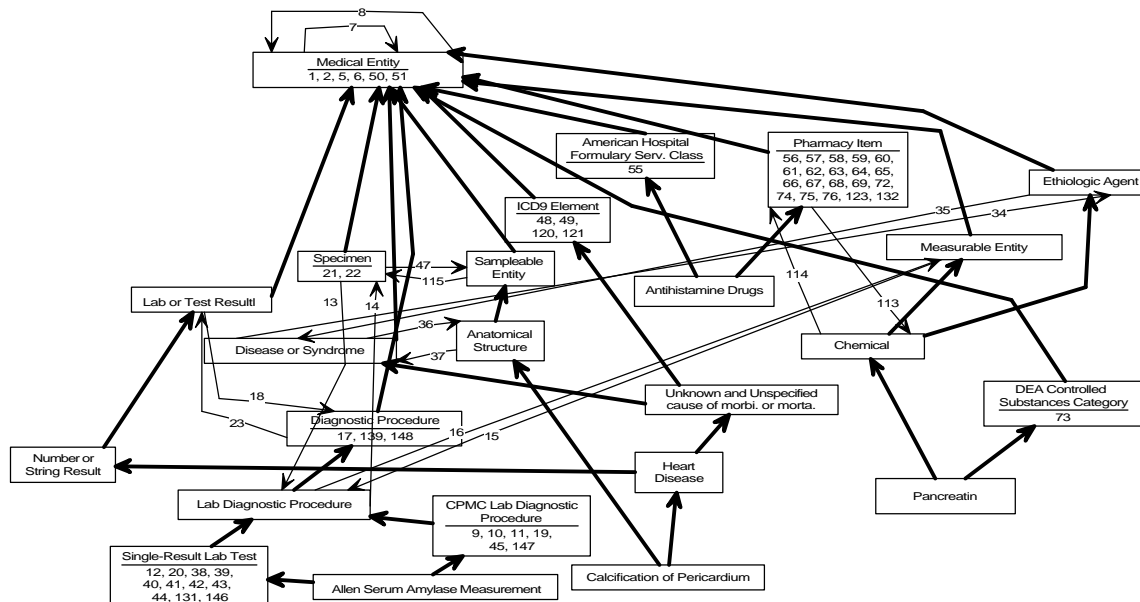 8
7
Medical Entity
1, 2, 5, 6, 50, 51
American Hospital
Formulary Serv. Class
55
Pharmacy Item
56, 57, 58, 59, 60,
61, 62, 63, 64, 65,
66, 67, 68, 69, 72,
74, 75, 76, 123, 132
Ethiologic Agent
35
34
ICD9 Element
48, 49,
120, 121
Measurable Entity
Specimen
21, 22
47
115
Sampleable
Entity
114
Antihistamine Drugs
113
Lab or Test Resultl
13
14
36
Anatomical
Structure
Disease or Syndrome
37
Chemical
18
23
Diagnostic Procedure
17, 139, 148
Unknown and Unspecified
cause of morbi. or morta.
DEA Controlled
Substances Category
73
16
15
Number or
String Result
Heart
Disease
Lab Diagnostic Procedure
Pancreatin
CPMC Lab Diagnostic
Procedure
9, 10, 11, 19,
45, 147
Single-Result Lab Test
12, 20, 38, 39,
40, 41, 42, 43,
44, 131, 146
Allen Serum Amylase Measurement
Calcification of Pericardium